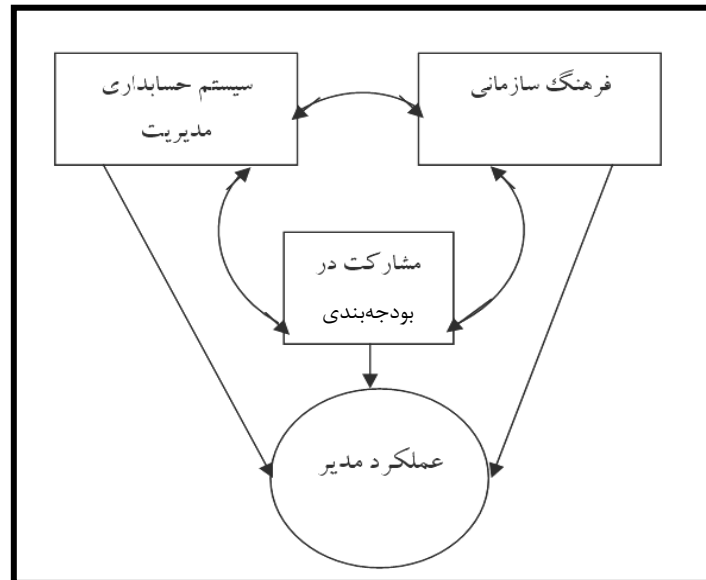 فرهنگ سازمانی
سیستم حسابداری
مدیریت
مشارکت در
بودجه‌بندی
عملکرد مدیر